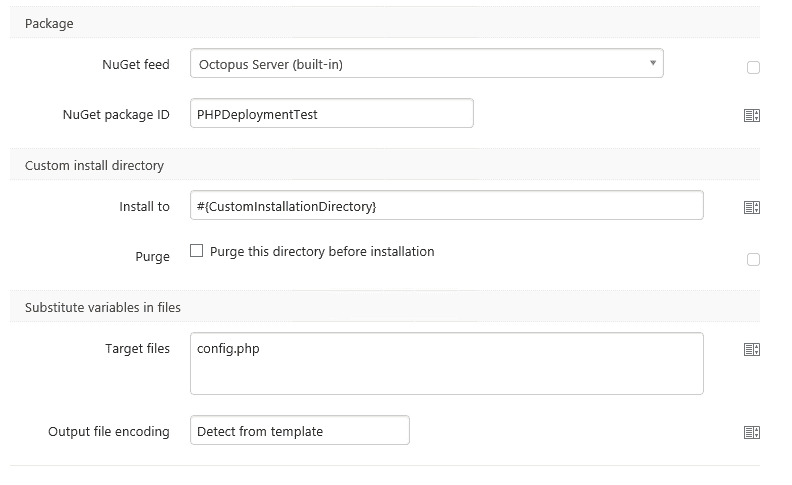 Package
NuGet feed Octopus Server (built-in)
NuGet package ID PHPDeploymentTest
Custom install directory
Install to #{CustomInstallationDirectory}
Purge Purge this directory before installation
Substitute variables in files
Target files config.php
Output file encoding Detect from template